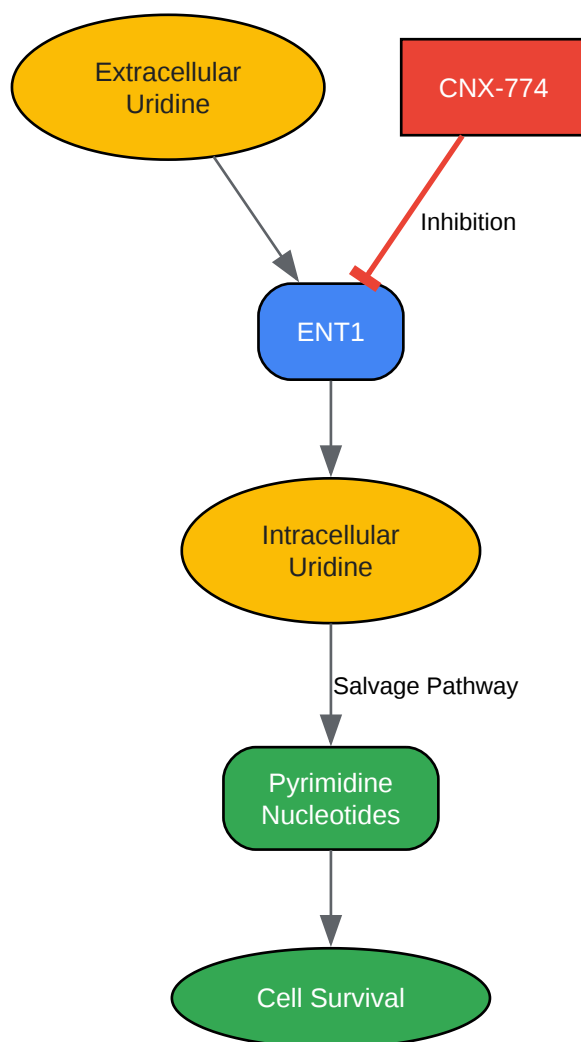 Extracellular
Uridine
CNX-774
Inhibition
ENT1
Intracellular
Uridine
Salvage Pathway
Pyrimidine
Nucleotides
Cell Survival